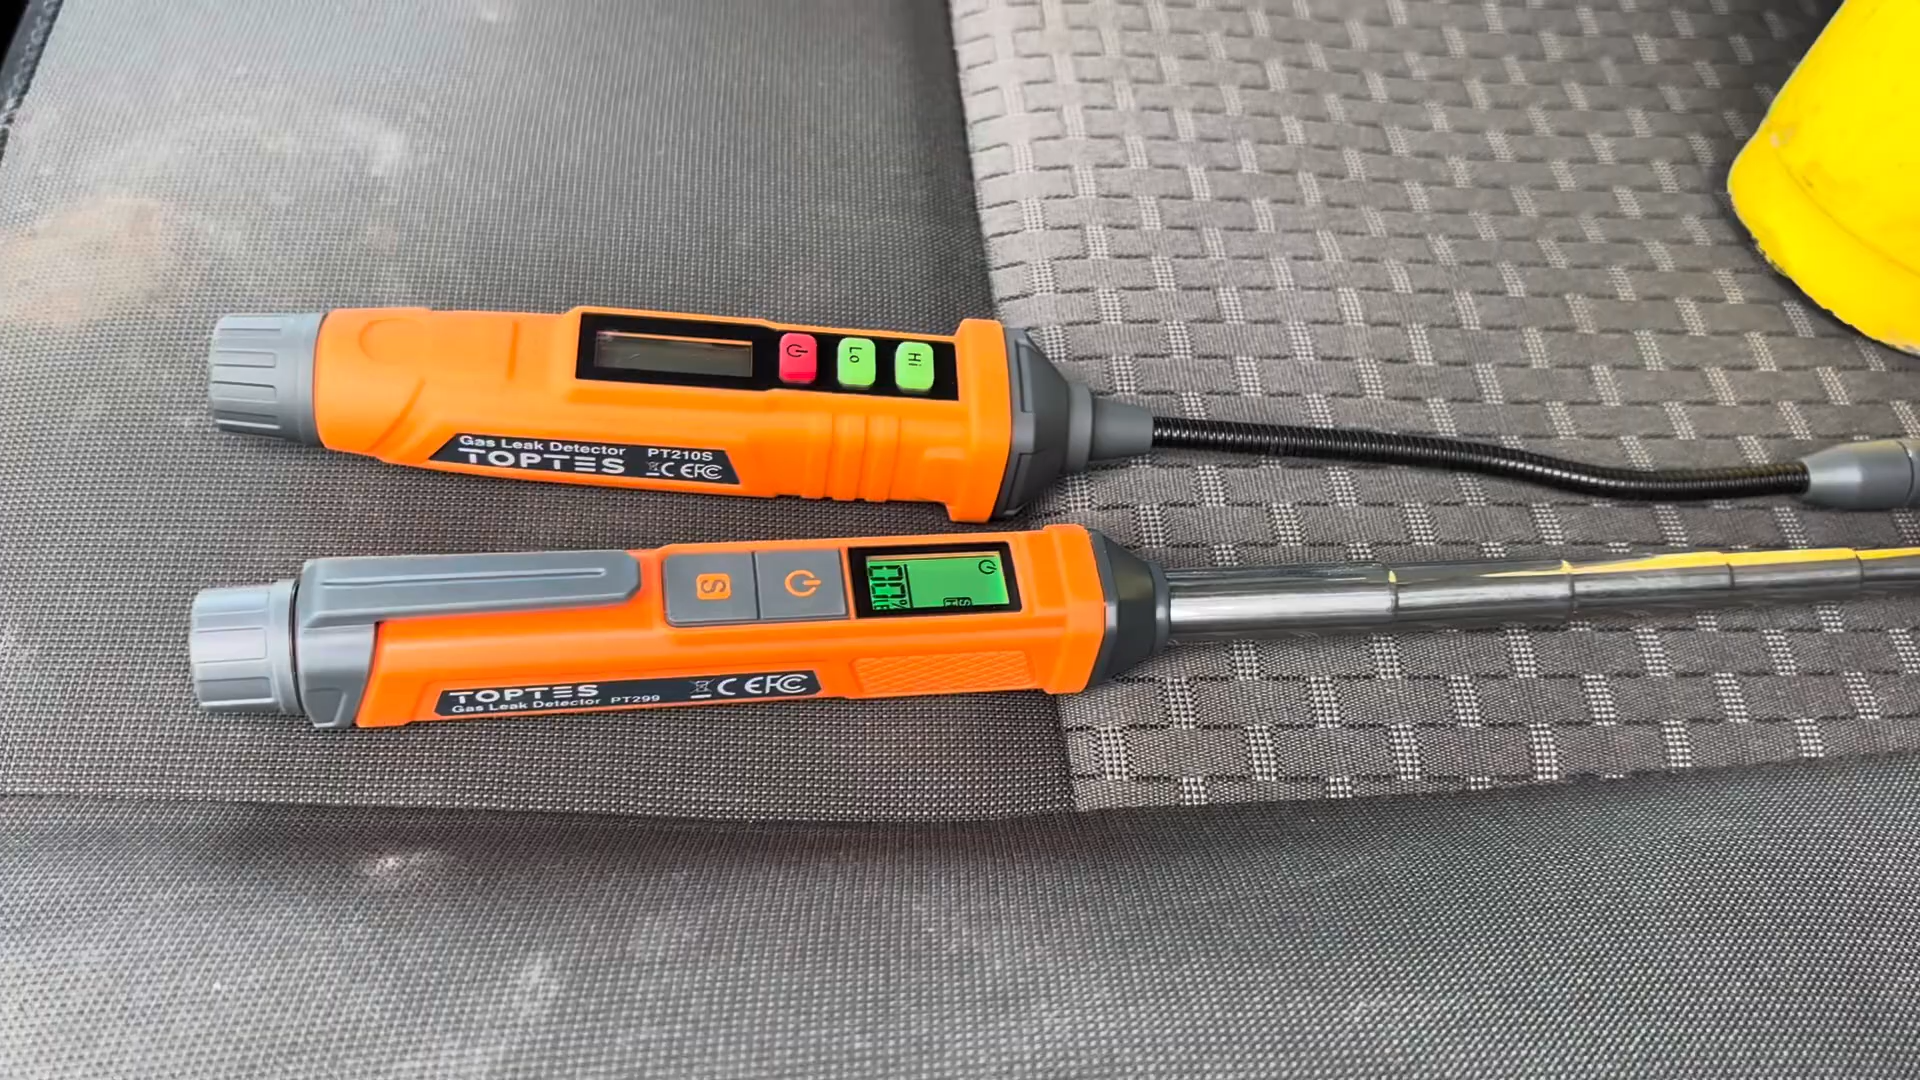 Lo
Hi
Gas Leak Detector PT210S
TOPTES CE FC
S
TOPTES CE FC
Gas Leak Detector PT299